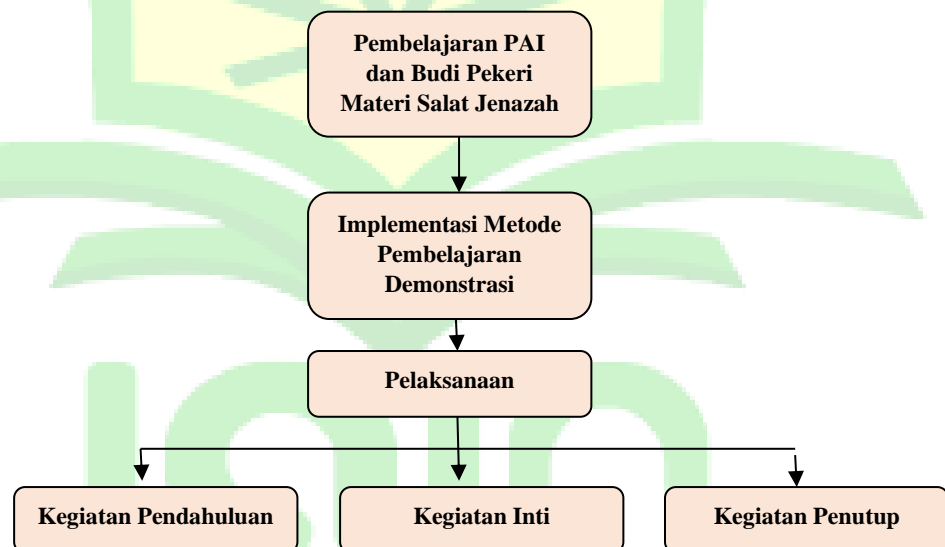 Pembelajaran PAI
dan Budi Pekeri
Materi Salat Jenazah
Implementasi Metode
Pembelajaran
Demonstrasi
Pelaksanaan
Kegiatan Pendahuluan
Kegiatan Inti
Kegiatan Penutup